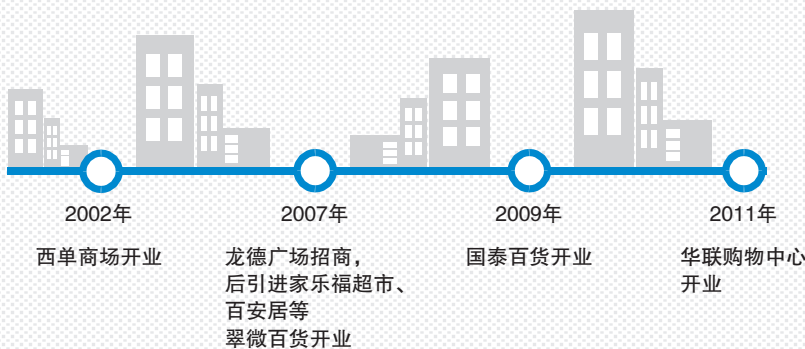 2002年
西单商场开业
2007年
龙德广场招商，
后引进家乐福超市、
百安居等
翠微百货开业
2009年
国泰百货开业
2011年
华联购物中心
开业